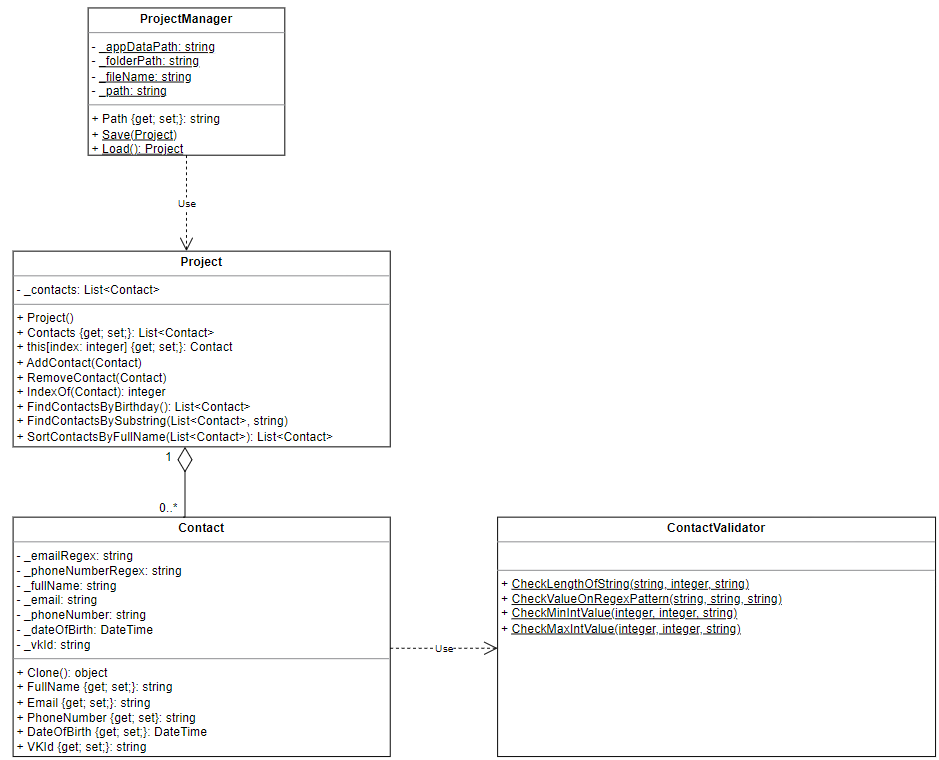 ProjectManager
- _appDataPath: string
- _folderPath: string
- _fileName: string
- _path: string
+ Path {get; set;}: string
+ Save(Project)
+ Load(): Project
Use
Project
- _contacts: List<Contact>
+ Project()
+ Contacts {get; set;}: List<Contact>
+ this[index: integer] {get; set;}: Contact
+ AddContact(Contact)
+ RemoveContact(Contact)
+ IndexOf(Contact): integer
+ FindContactsByBirthday(): List<Contact>
+ FindContactsBySubstring(List<Contact>, string)
+ SortContactsByFullName(List<Contact>): List<Contact>
1
0..*
Contact
- _emailRegex: string
- _phoneNumberRegex: string
- _fullName: string
- _email: string
- _phoneNumber: string
- _dateOfBirth: DateTime
- _vkId: string
+ Clone(): object
+ FullName {get; set;}: string
+ Email {get; set;}: string
+ PhoneNumber {get; set}: string
+ DateOfBirth {get; set;}: DateTime
+ VKId {get; set;}: string
Use
ContactValidator
+ CheckLengthOfString(string, integer, string)
+ CheckValueOnRegexPattern(string, string, string)
+ CheckMinIntValue(integer, integer, string)
+ CheckMaxIntValue(integer, integer, string)